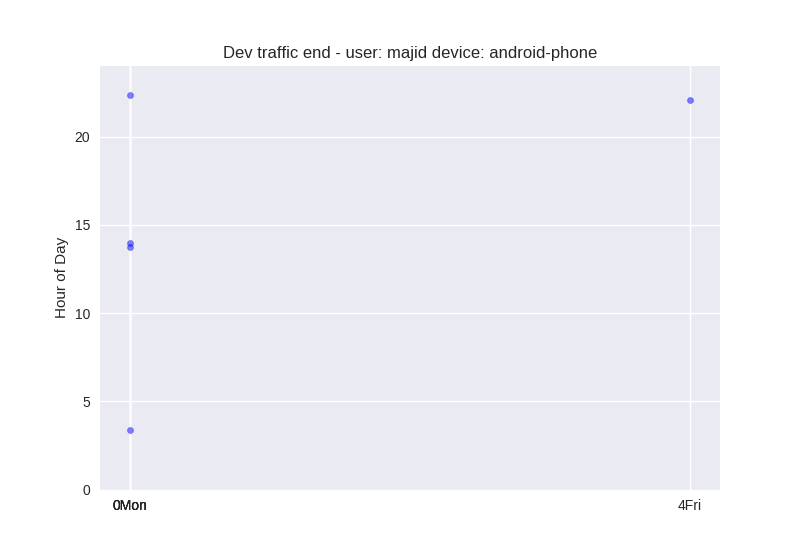 Dev traffic end - user: majid device: android-phone
Hour of Day
20
15
10
5
0
0Mon
4Fri